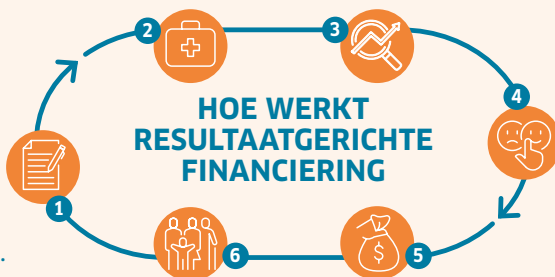 2
3
4
HOE WERKT
RESULTAATGERICHTE
FINANCIERING
1
6
$
5
.